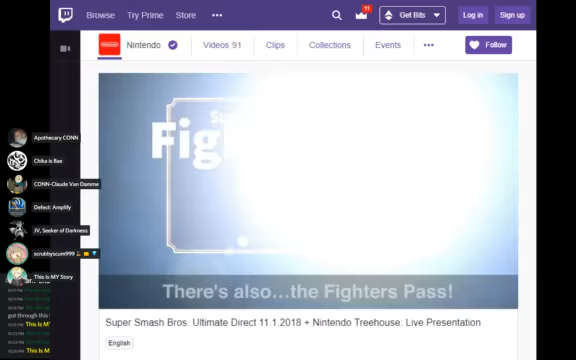 Browse
Try Prime
Store
11
Get Bits
Log in
Sign up
Nintendo
Nintendo
Videos 91
Clips
Collections
Events
Follow
Fig
There's also...the Fighters Pass!
Super Smash Bros. Ultimate Direct 11.1.2018 + Nintendo Treehouse: Live Presentation
English
Apothecary CONN
Chika is Bae
CONN-Claude Van Damme
Defect: Amplify
JV, Seeker of Darkness
scrubbyscum999
This Is MY Story
got through this
This Is M
This Is M